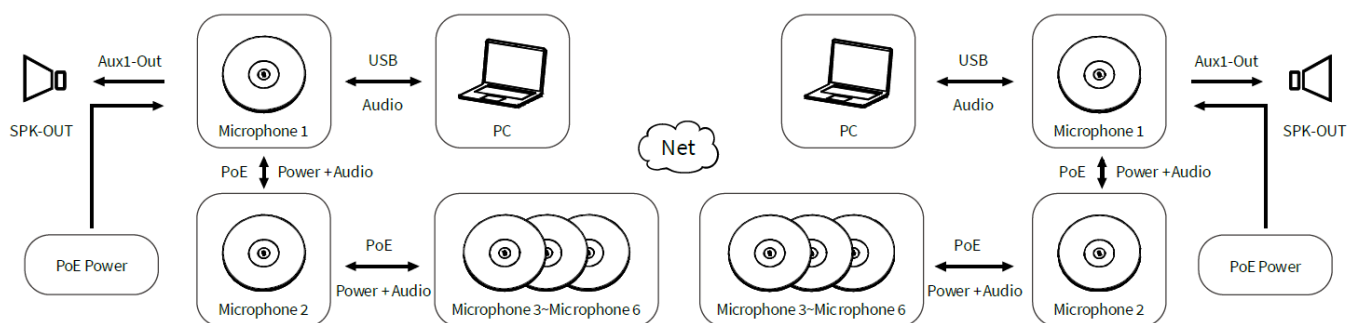 Aux1-Out
SPK-OUT
Microphone 1
USB
Audio
PC
PoE Power +Audio
PoE Power
Microphone 2
PoE
Power +Audio
Microphone 3~Microphone 6
Net
PC
USB
Audio
Microphone 1
Aux1-Out
SPK-OUT
PoE Power +Audio
Microphone 3~Microphone 6
PoE
Power +Audio
Microphone 2
PoE Power